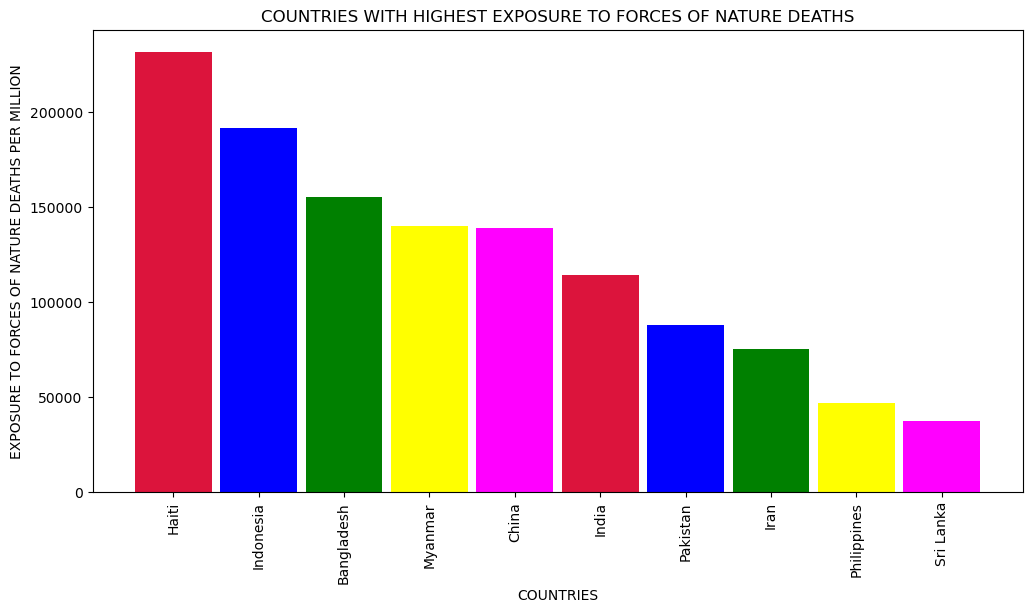 COUNTRIES WITH HIGHEST EXPOSURE TO FORCES OF NATURE DEATHS
EXPOSURE TO FORCES OF NATURE DEATHS PER MILLION
200000
150000
100000
50000
0
Haiti
Indonesia
Bangladesh
Myanmar
China
India
Pakistan
Iran
Philippines
Sri Lanka
COUNTRIES